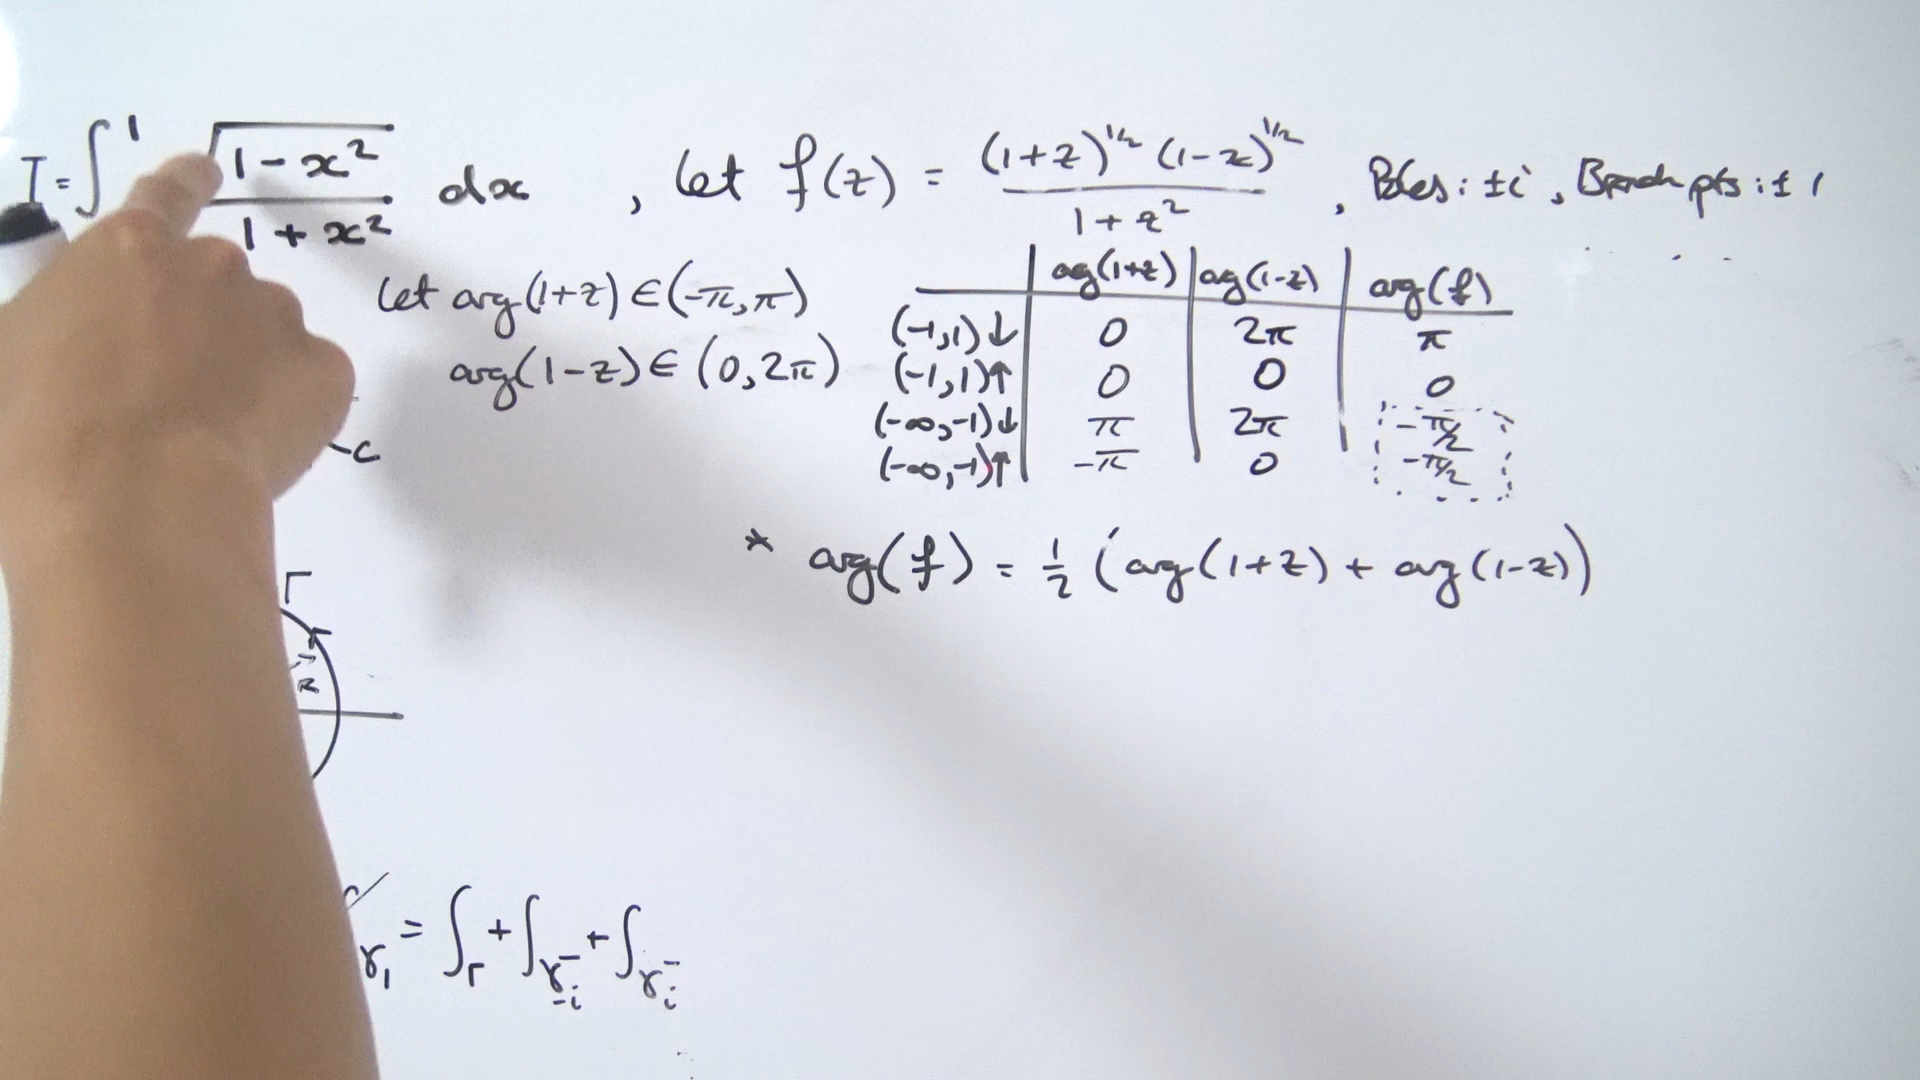 I = ∫ 1 √1-x² / 1+x² dx , let f(z) = (1+z)^1/2 (1-z)^1/2 / 1+z² , Poles: ±i , Branch pts: ±1
let arg(1+z) ∈ (-π, π)
arg(1-z) ∈ (0, 2π)
arg(1+z) | arg(1-z) | arg(f)
(-1,1)↓ | 0 | 2π | π
(-1,1)↑ | 0 | 0 | 0
(-∞,-1)↓ | π | 2π | -π/2
(-∞,-1)↑ | -π | 0 | -π/2
-C
* arg(f) = 1/2 (arg(1+z) + arg(1-z))
Γ
R
γ₁ = ∫Γ + ∫γ⁻₋ᵢ + ∫γ⁻ᵢ